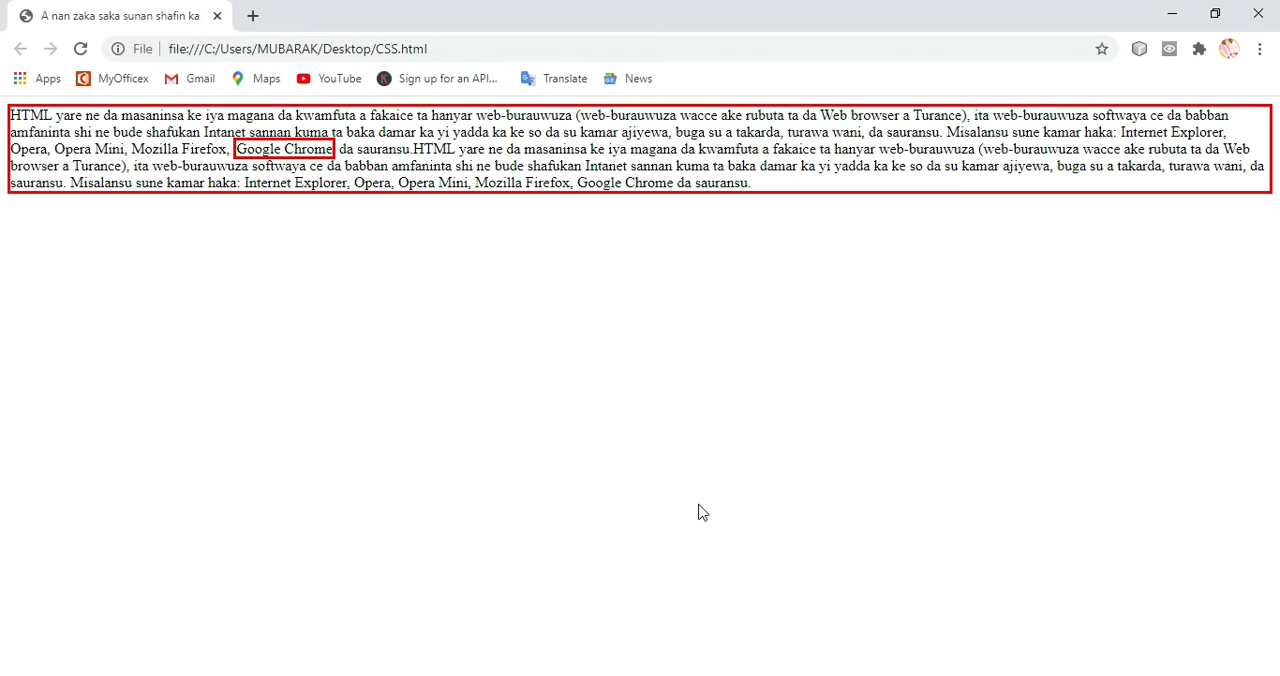 A nan zaka saka sunan shafin ka
File file:///C:/Users/MUBARAK/Desktop/CSS.html
Apps MyOfficex Gmail Maps YouTube Sign up for an API... Translate News
HTML yare ne da masaninsa ke iya magana da kwamfuta a fakaice ta hanyar web-burauwuza (web-burauwuza wacce ake rubuta ta da Web browser a Turance), ita web-burauwuza softwaya ce da babban
amfaninta shi ne bude shafukan Intanet sannan kuma ta baka damar ka yi yadda ka ke so da su kamar ajiyewa, buga su a takarda, turawa wani, da sauransu. Misalansu sune kamar haka: Internet Explorer,
Opera, Opera Mini, Mozilla Firefox, Google Chrome da sauransu.HTML yare ne da masaninsa ke iya magana da kwamfuta a fakaice ta hanyar web-burauwuza (web-burauwuza wacce ake rubuta ta da Web
browser a Turance), ita web-burauwuza softwaya ce da babban amfaninta shi ne bude shafukan Intanet sannan kuma ta baka damar ka yi yadda ka ke so da su kamar ajiyewa, buga su a takarda, turawa wani, da
sauransu. Misalansu sune kamar haka: Internet Explorer, Opera, Opera Mini, Mozilla Firefox, Google Chrome da sauransu.